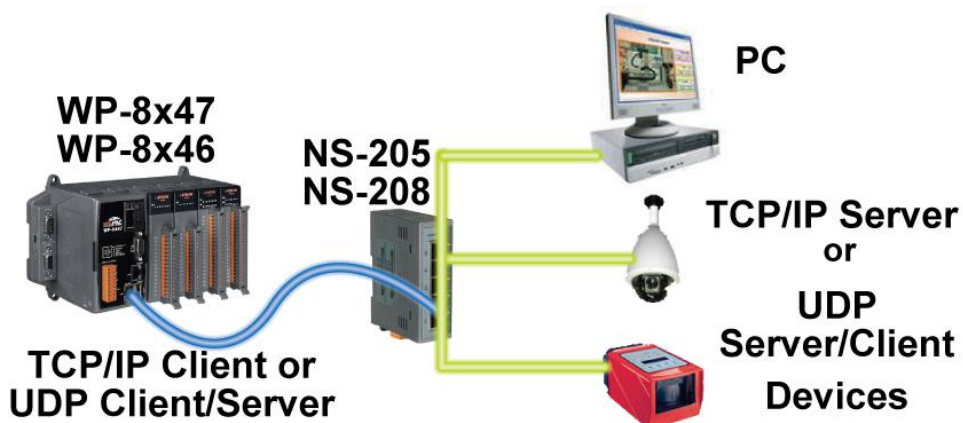 WP-8x47
WP-8x46
NS-205
NS-208
PC
TCP/IP Server
or
UDP
Server/Client
Devices
TCP/IP Client or
UDP Client/Server